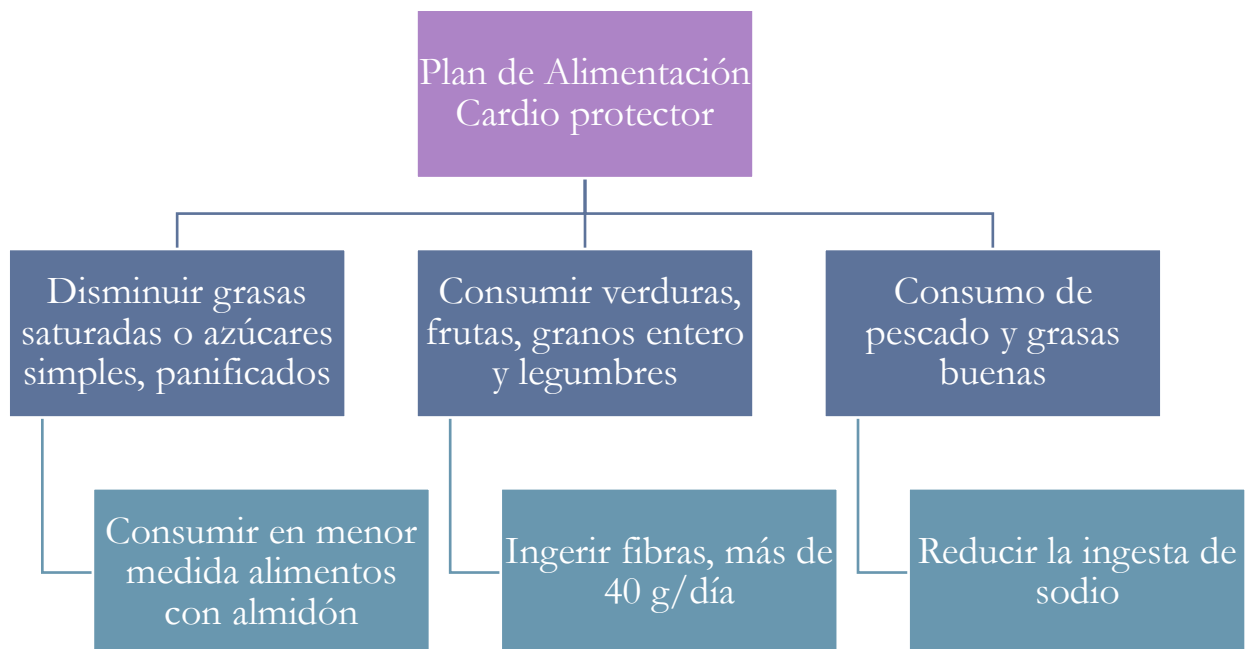 Plan de Alimentación
Cardio protector
Disminuir grasas
saturadas o azúcares
simples, panificados
Consumir verduras,
frutas, granos entero
y legumbres
Consumo de
pescado y grasas
buenas
Consumir en menor
medida alimentos
con almidón
Ingerir fibras, más de
40 g/día
Reducir la ingesta de
sodio